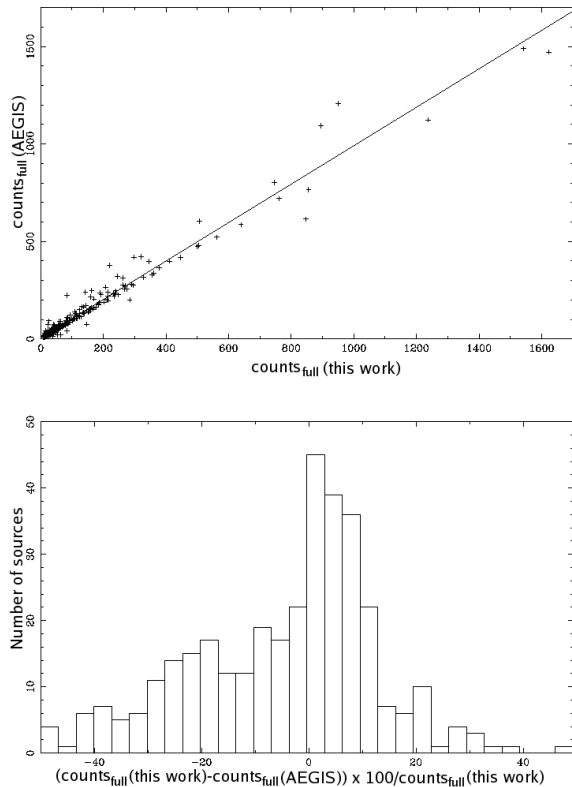 1500
1000
500
0
counts_full (AEGIS)
0 200 400 600 800 1000 1200 1400 1600
counts_full (this work)
50
40
30
20
10
0
Number of sources
−40 −20 0 20 40
(counts_full(this work)-counts_full(AEGIS)) x 100/counts_full(this work)